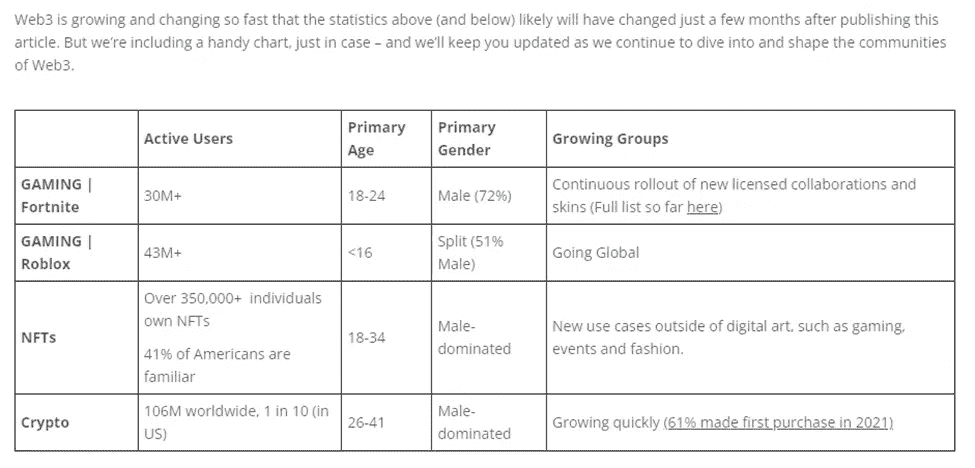 Web3 is growing and changing so fast that the statistics above (and below) likely will have changed just a few months after publishing this
article. But we're including a handy chart, just in case – and we'll keep you updated as we continue to dive into and shape the communities
of Web3.
Active Users
Primary
Age
Primary
Gender
Growing Groups
GAMING |
Fortnite
30M+
18-24
Male (72%)
Continuous rollout of new licensed collaborations and
skins (Full list so far here)
GAMING |
Roblox
43M+
<16
Split (51%
Male)
Going Global
NFTs
Over 350,000+ individuals
own NFTs
41% of Americans are
familiar
18-34
Male-
dominated
New use cases outside of digital art, such as gaming,
events and fashion.
Crypto
106M worldwide, 1 in 10 (in
US)
26-41
Male-
dominated
Growing quickly (61% made first purchase in 2021)